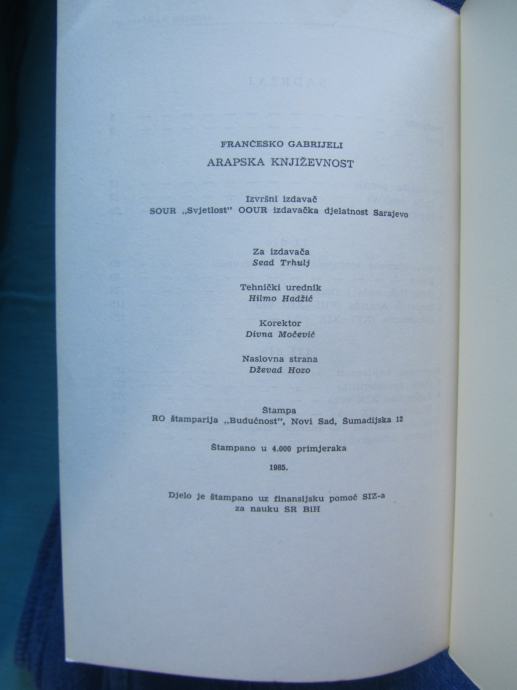 FRANČESKO GABRIJELI
ARAPSKA KNJIŽEVNOST
Izvršni izdavač
SOUR „Svjetlost" OOUR izdavačka djelatnost Sarajevo
Za izdavača
Sead Trhulj
Tehnički urednik
Hilmo Hadžić
Korektor
Divna Močević
Naslovna strana
Dževad Hozo
Štampa
RO štamparija „Budućnost", Novi Sad, Šumadijska 12
Štampano u 4.000 primjeraka
1985.
Djelo je štampano uz finansijsku pomoć SIZ-a
za nauku SR BiH